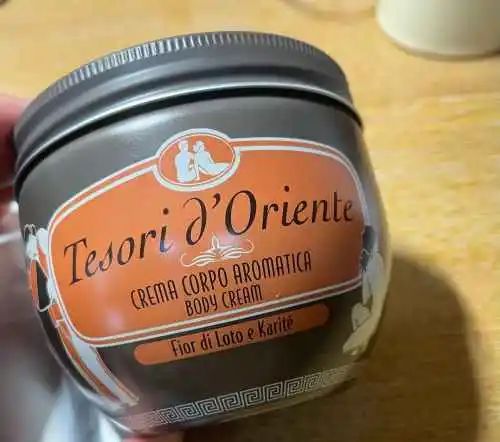 Tesori d'Oriente
CREMA CORPO AROMATICA
BODY CREAM
Fior di Loto e Karité